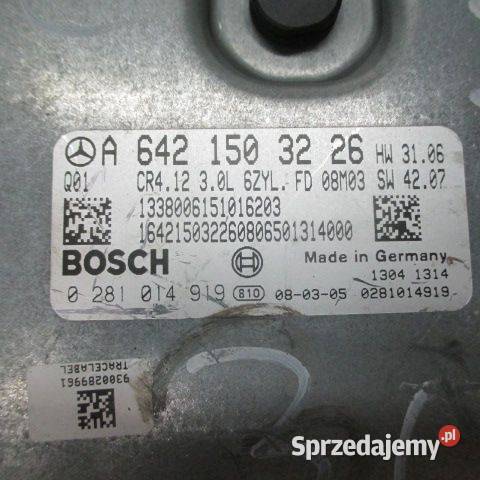 A 642 150 32 26 HW 31.06
Q01 CR4.12 3.0L 6ZYL. FD 08M03 SW 42.07
1338006151016203
16421503226080650131​4000
BOSCH Made in Germany
1304 1314
0 281 014 919 810 08-03-05 0281014919
9300289961
TRACELABEL
Sprzedajemy.pl